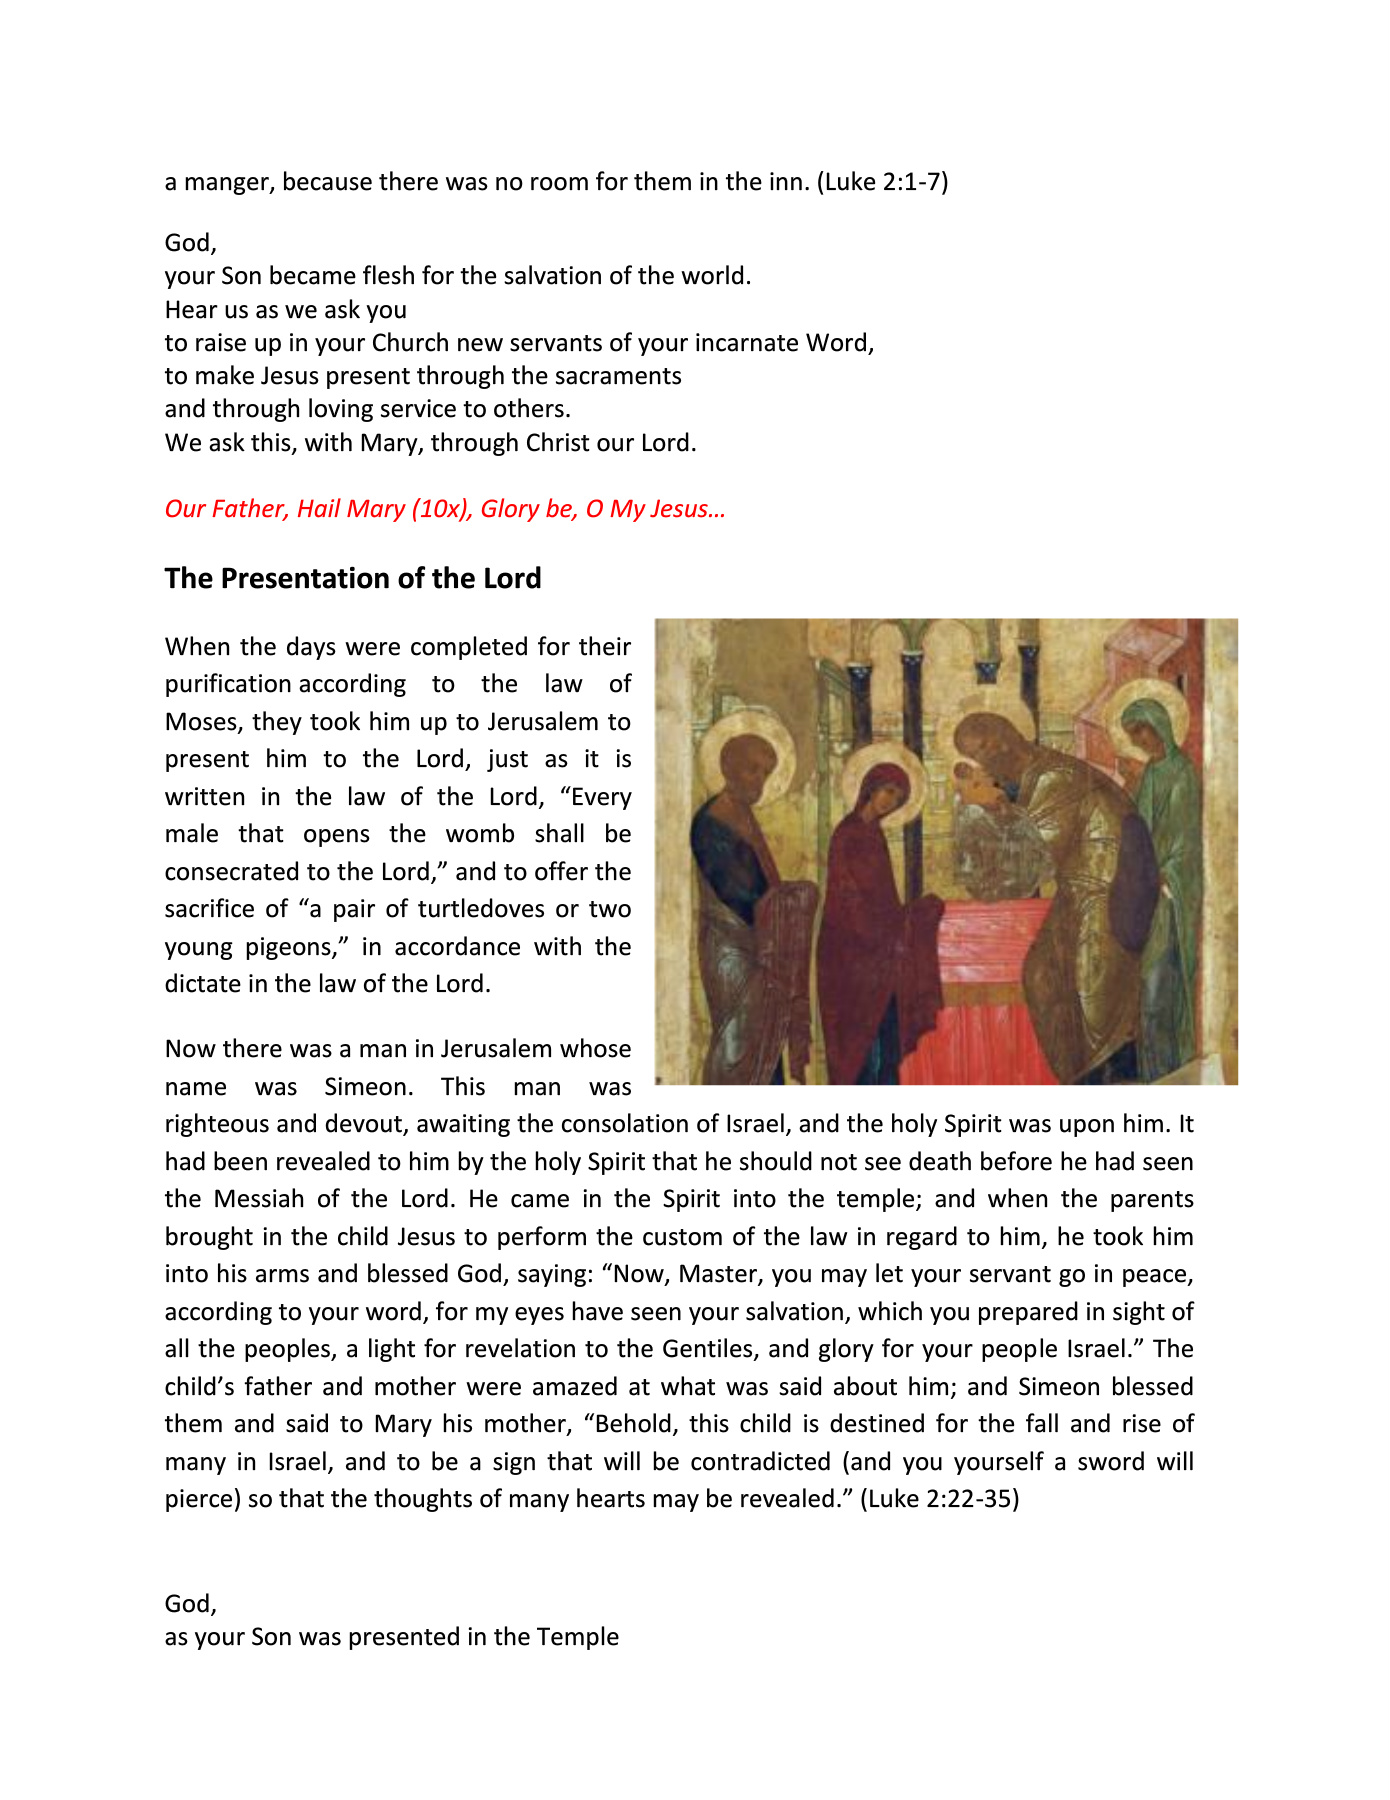 a manger, because there was no room for them in the inn. (Luke 2:1-7)
God,
your Son became flesh for the salvation of the world.
Hear us as we ask you
to raise up in your Church new servants of your incarnate Word,
to make Jesus present through the sacraments
and through loving service to others.
We ask this, with Mary, through Christ our Lord.
Our Father, Hail Mary (10x), Glory be, O My Jesus...
The Presentation of the Lord
When the days were completed for their
purification according to the law of
Moses, they took him up to Jerusalem to
present him to the Lord, just as it is
written in the law of the Lord, “Every
male that opens the womb shall be
consecrated to the Lord,” and to offer the
sacrifice of “a pair of turtledoves or two
young pigeons,” in accordance with the
dictate in the law of the Lord.
Now there was a man in Jerusalem whose
name was Simeon. This man was
righteous and devout, awaiting the consolation of Israel, and the holy Spirit was upon him. It
had been revealed to him by the holy Spirit that he should not see death before he had seen
the Messiah of the Lord. He came in the Spirit into the temple; and when the parents
brought in the child Jesus to perform the custom of the law in regard to him, he took him
into his arms and blessed God, saying: “Now, Master, you may let your servant go in peace,
according to your word, for my eyes have seen your salvation, which you prepared in sight of
all the peoples, a light for revelation to the Gentiles, and glory for your people Israel.” The
child’s father and mother were amazed at what was said about him; and Simeon blessed
them and said to Mary his mother, “Behold, this child is destined for the fall and rise of
many in Israel, and to be a sign that will be contradicted (and you yourself a sword will
pierce) so that the thoughts of many hearts may be revealed.” (Luke 2:22-35)
God,
as your Son was presented in the Temple